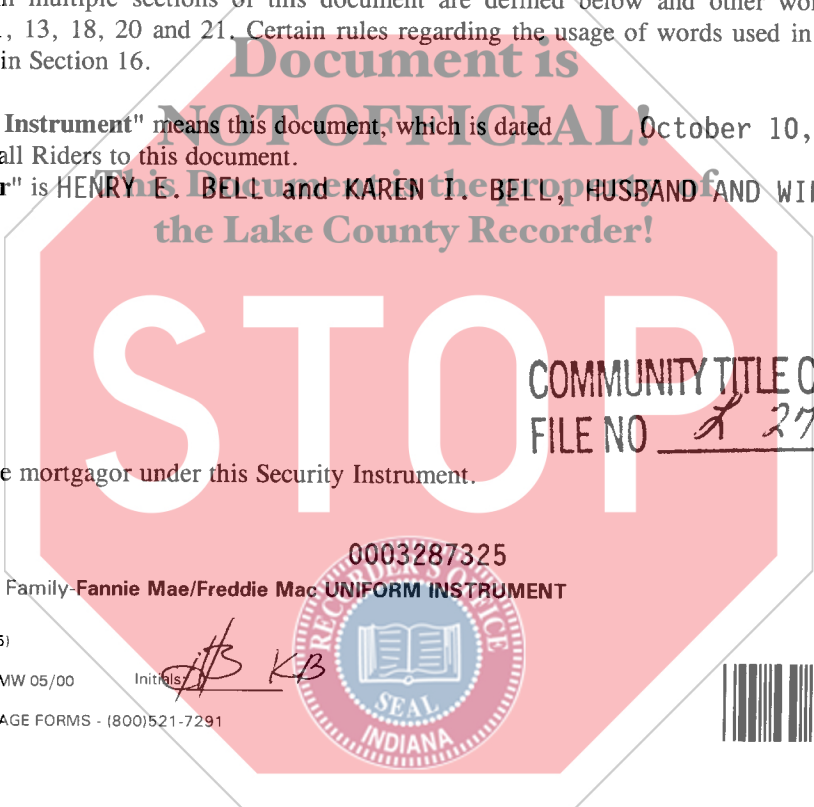 multiple sections of this document are defined below and other
, 13, 18, 20 and 21. Certain rules regarding the usage of words used in
in Section 16.
Document is
NOT OFFICIAL!
Instrument" means this document, which is dated October 10,
all Riders to this document.
This Document is the property of
r" is HENRY E. BELL and KAREN I. BELL, HUSBAND AND
the Lake County Recorder!
STOP
COMMUNITY TITLE
FILE NO 27
e mortgagor under this Security Instrument.
0003287325
Family-Fannie Mae/Freddie Mac UNIFORM INSTRUMENT
MW 05/00 Initials: HB KB
AGE FORMS - (800)521-7291
RECORDER'S OFFICE
SEAL
INDIANA